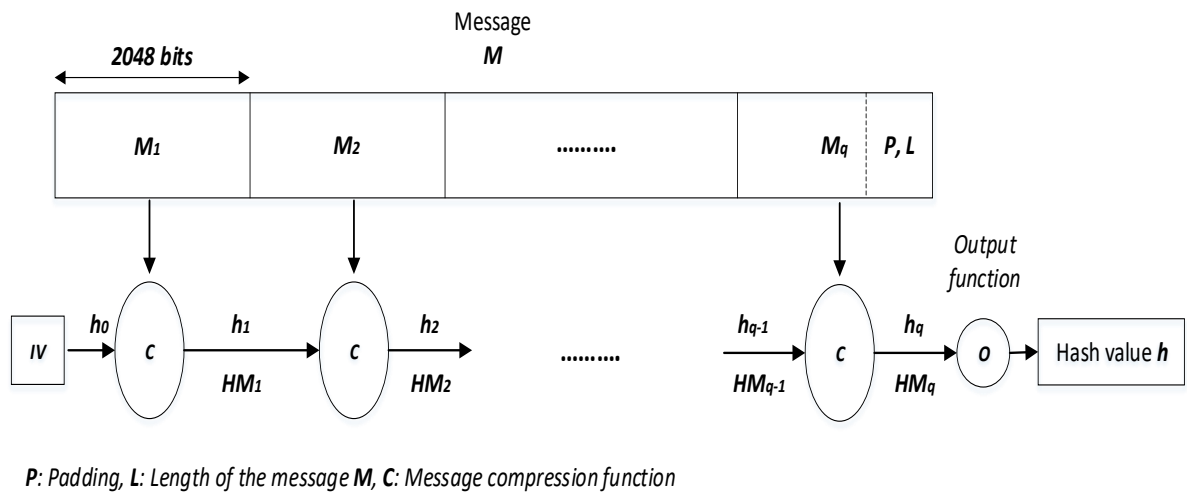 Message
M
2048 bits
M1 M2 .......... Mq P, L
Output
function
h0 h1 h2 hq-1 hq
IV C C .......... C O Hash value h
HM1 HM2 HMq-1 HMq
P: Padding, L: Length of the message M, C: Message compression function